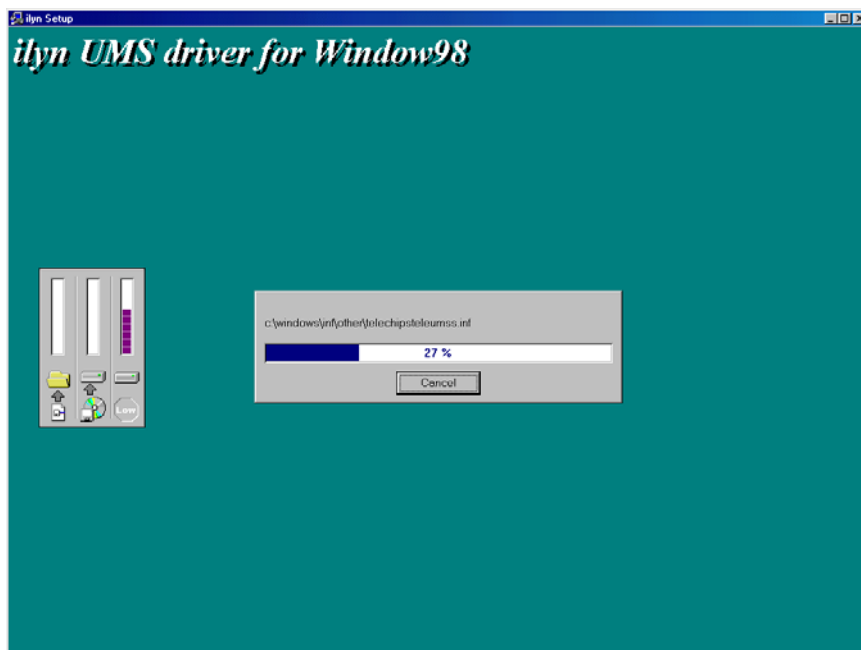 ilyn Setup
ilyn UMS driver for Window98
c:\windows\inf\other\telechipsteleumss.inf
27 %
Cancel
Low